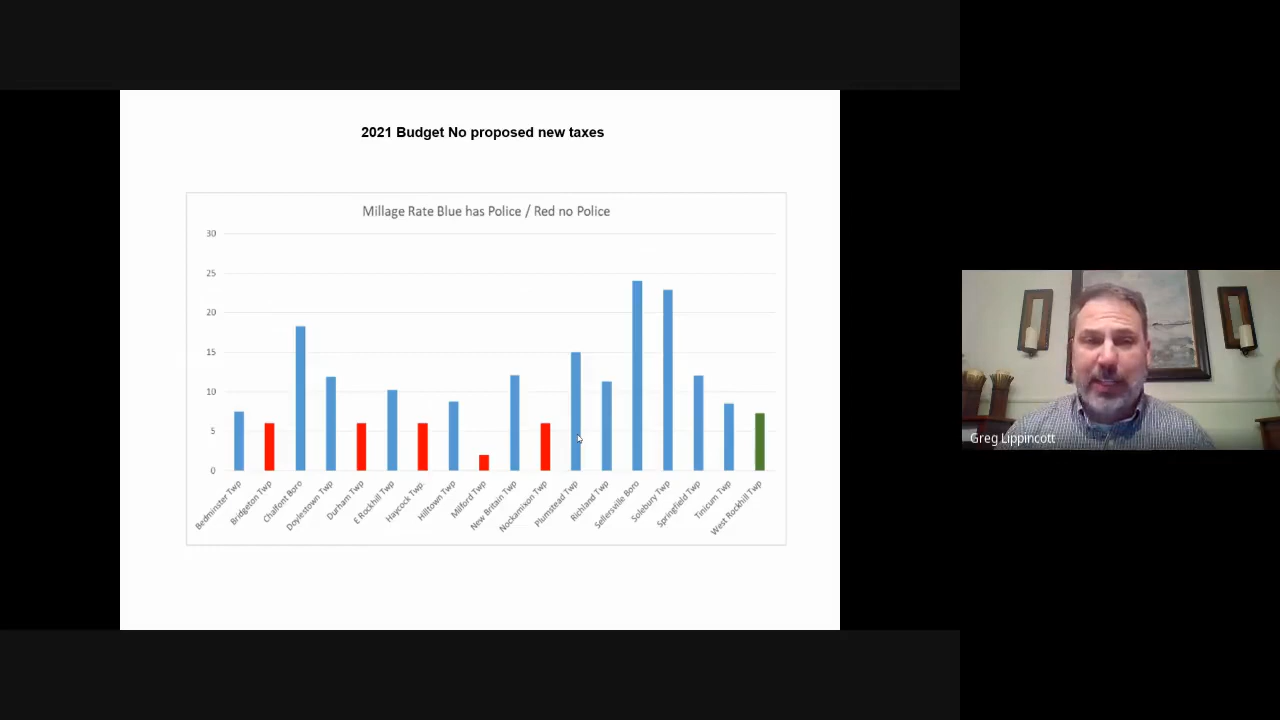 2021 Budget No proposed new taxes
Millage Rate Blue has Police / Red no Police
30
25
20
15
10
5
0
Bedminster Twp
Bridgeton Twp
Chalfont Boro
Doylestown Twp
Durham Twp
E Rockhill Twp
Haycock Twp.
Hilltown Twp
Milford Twp
New Britain Twp
Nockamixon Twp
Plumstead Twp
Richland Twp
Sellersville Boro
Solebury Twp
Springfield Twp
Tinicum Twp
West Rockhill Twp
Greg Lippincott